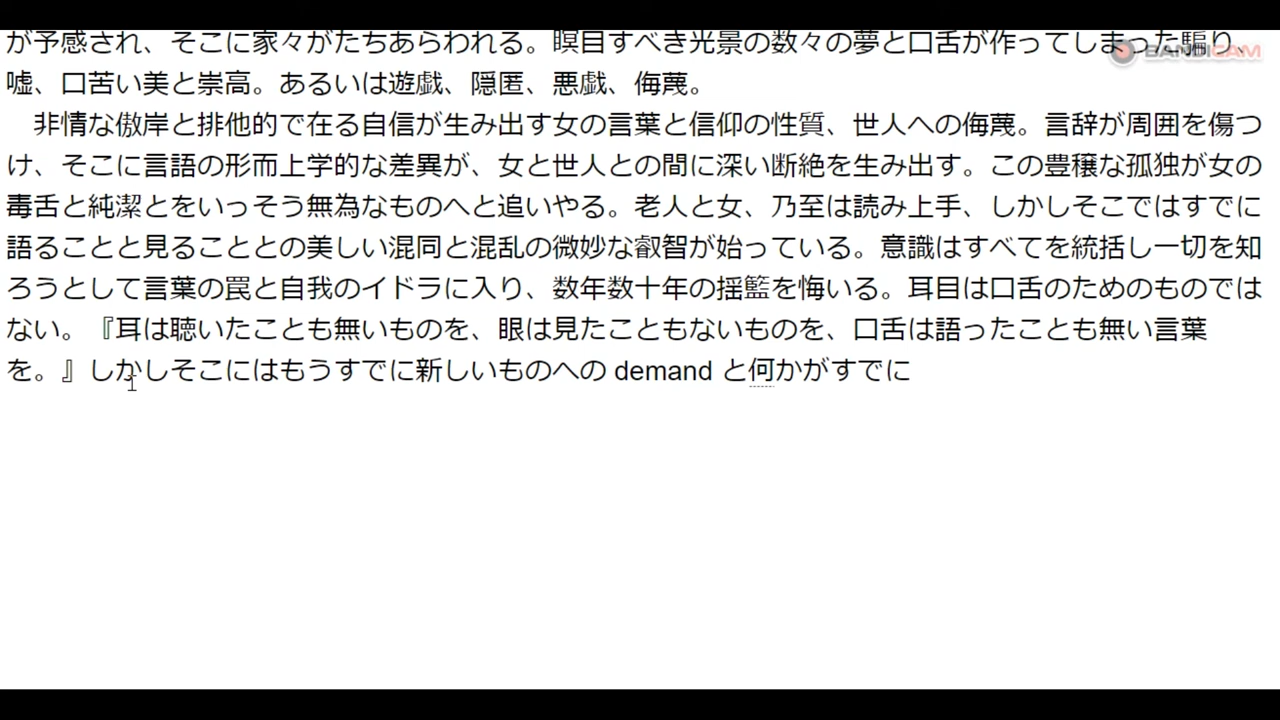 が予感され、そこに家々がたちあらわれる。瞑目すべき光景の数々の夢と口舌が作ってしまった騙り、
嘘、口苦い美と崇高。あるいは遊戯、隠匿、悪戯、侮蔑。
非情な傲岸と排他的で在る自信が生み出す女の言葉と信仰の性質、世人への侮蔑。言辞が周囲を傷つ
け、そこに言語の形而上学的な差異が、女と世人との間に深い断絶を生み出す。この豊穣な孤独が女の
毒舌と純潔とをいっそう無為なものへと追いやる。老人と女、乃至は読み上手、しかしそこではすでに
語ることと見ることとの美しい混同と混乱の微妙な叡智が始っている。意識はすべてを統括し一切を知
ろうとして言葉の罠と自我のイドラに入り、数年数十年の揺籃を悔いる。耳目は口舌のためのものでは
ない。『耳は聴いたことも無いものを、眼は見たこともないものを、口舌は語ったことも無い言葉
を。』しかしそこにはもうすでに新しいものへの demand と何かがすでに
BANDICAM